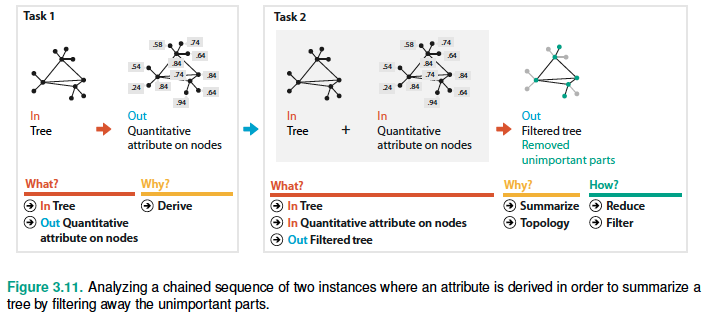 Task 1
.58
.74
.64
.54
.84
.74
.84
.24
.84
.64
.94
In
Tree
Out
Quantitative
attribute on nodes
What?
Why?
In Tree
Derive
Out Quantitative
attribute on nodes
Task 2
.58
.74
.64
.54
.84
.74
.84
.24
.84
.64
.94
In
Tree
+
In
Quantitative
attribute on nodes
Out
Filtered tree
Removed
unimportant parts
What?
Why?
How?
In Tree
Summarize
Reduce
In Quantitative attribute on nodes
Topology
Filter
Out Filtered tree
Figure 3.11. Analyzing a chained sequence of two instances where an attribute is derived in order to summarize a
tree by filtering away the unimportant parts.